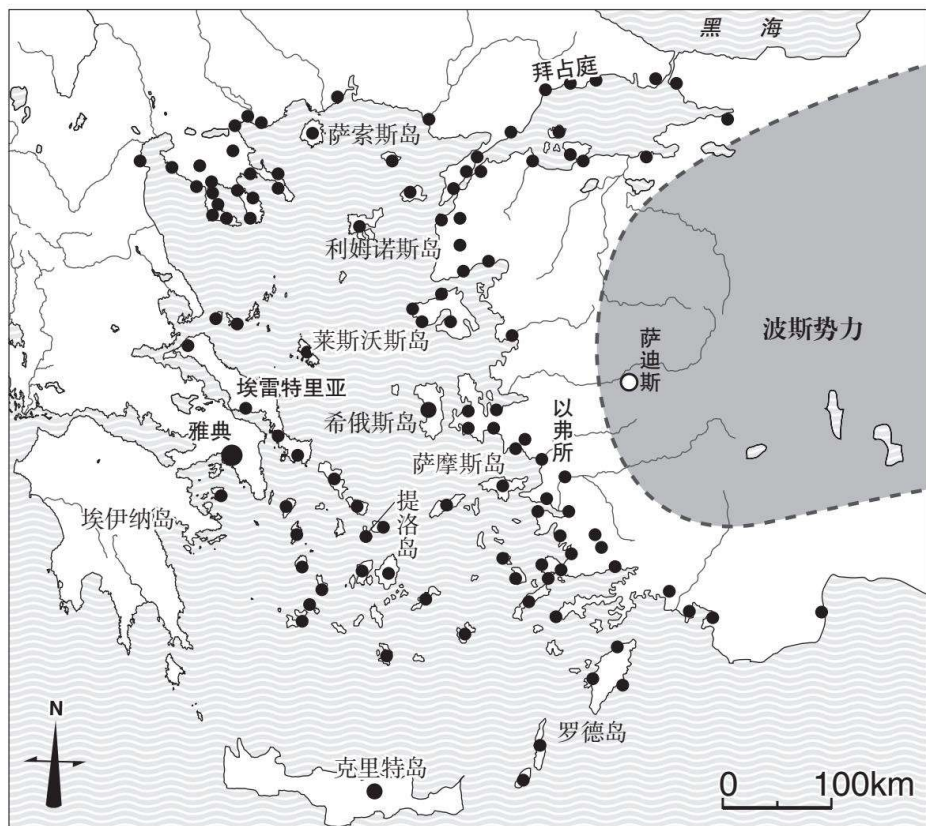 黑 海
拜占庭
萨索斯岛
利姆诺斯岛
莱斯沃斯岛
波斯势力
萨迪斯
埃雷特里亚
希俄斯岛
以弗所
雅典
萨摩斯岛
提洛岛
埃伊纳岛
罗德岛
克里特岛
N
0 100km